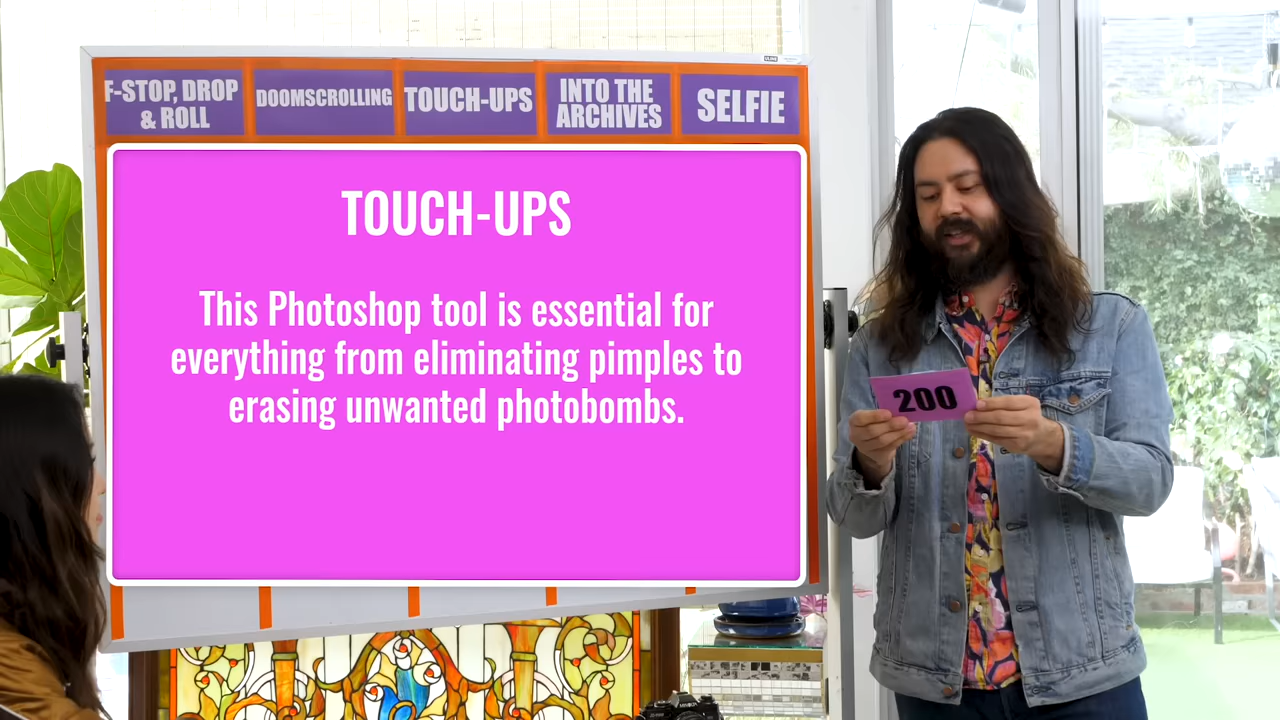 F-STOP, DROP
& ROLL
DOOMSCROLLING
TOUCH-UPS
INTO THE
ARCHIVES
SELFIE
TOUCH-UPS
This Photoshop tool is essential for
everything from eliminating pimples to
erasing unwanted photobombs.
200
MINOLTA